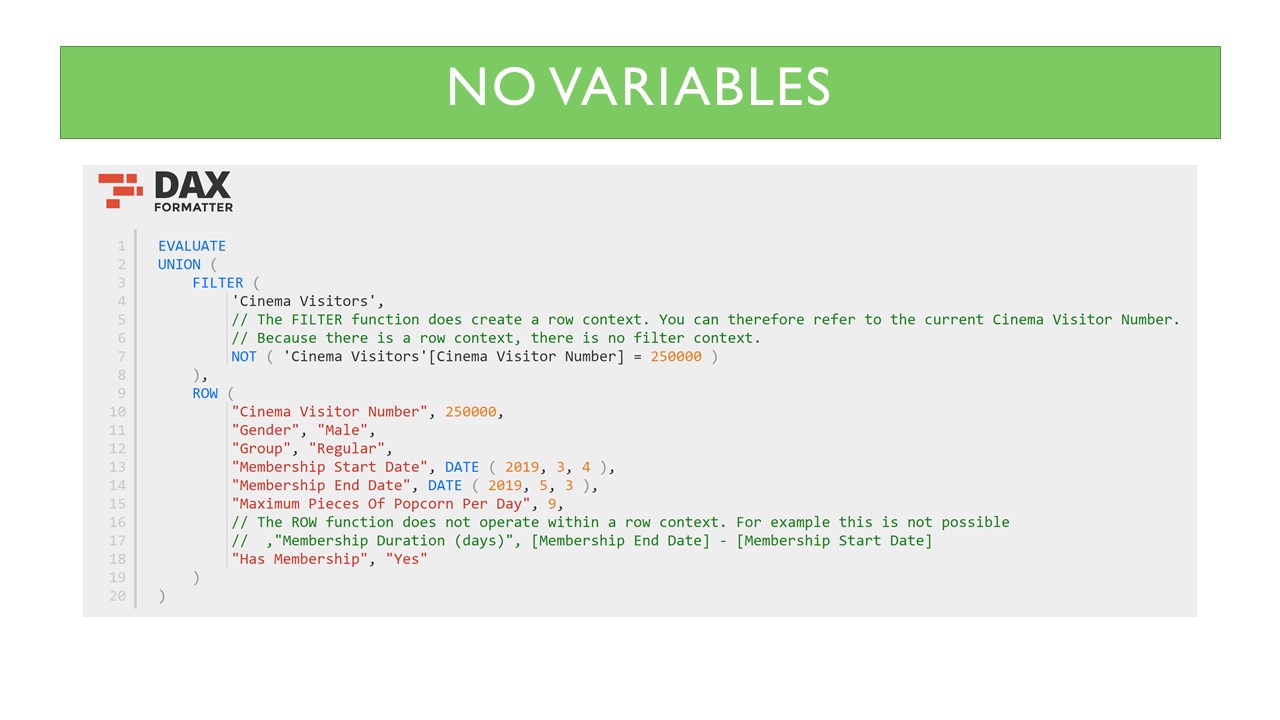 NO VARIABLES
DAX
FORMATTER
1 EVALUATE
2 UNION (
3 FILTER (
4 'Cinema Visitors',
5 // The FILTER function does create a row context. You can therefore refer to the current Cinema Visitor Number.
6 // Because there is a row context, there is no filter context.
7 NOT ( 'Cinema Visitors'[Cinema Visitor Number] = 250000 )
8 ),
9 ROW (
10 "Cinema Visitor Number", 250000,
11 "Gender", "Male",
12 "Group", "Regular",
13 "Membership Start Date", DATE ( 2019, 3, 4 ),
14 "Membership End Date", DATE ( 2019, 5, 3 ),
15 "Maximum Pieces Of Popcorn Per Day", 9,
16 // The ROW function does not operate within a row context. For example this is not possible
17 //  ,"Membership Duration (days)", [Membership End Date] - [Membership Start Date]
18 "Has Membership", "Yes"
19 )
20 )